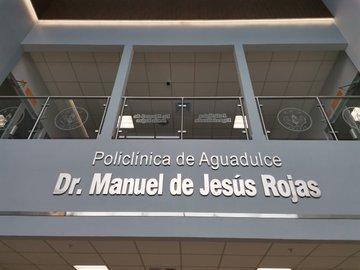 Policlínica de Aguadulce
Dr. Manuel de Jesús Rojas